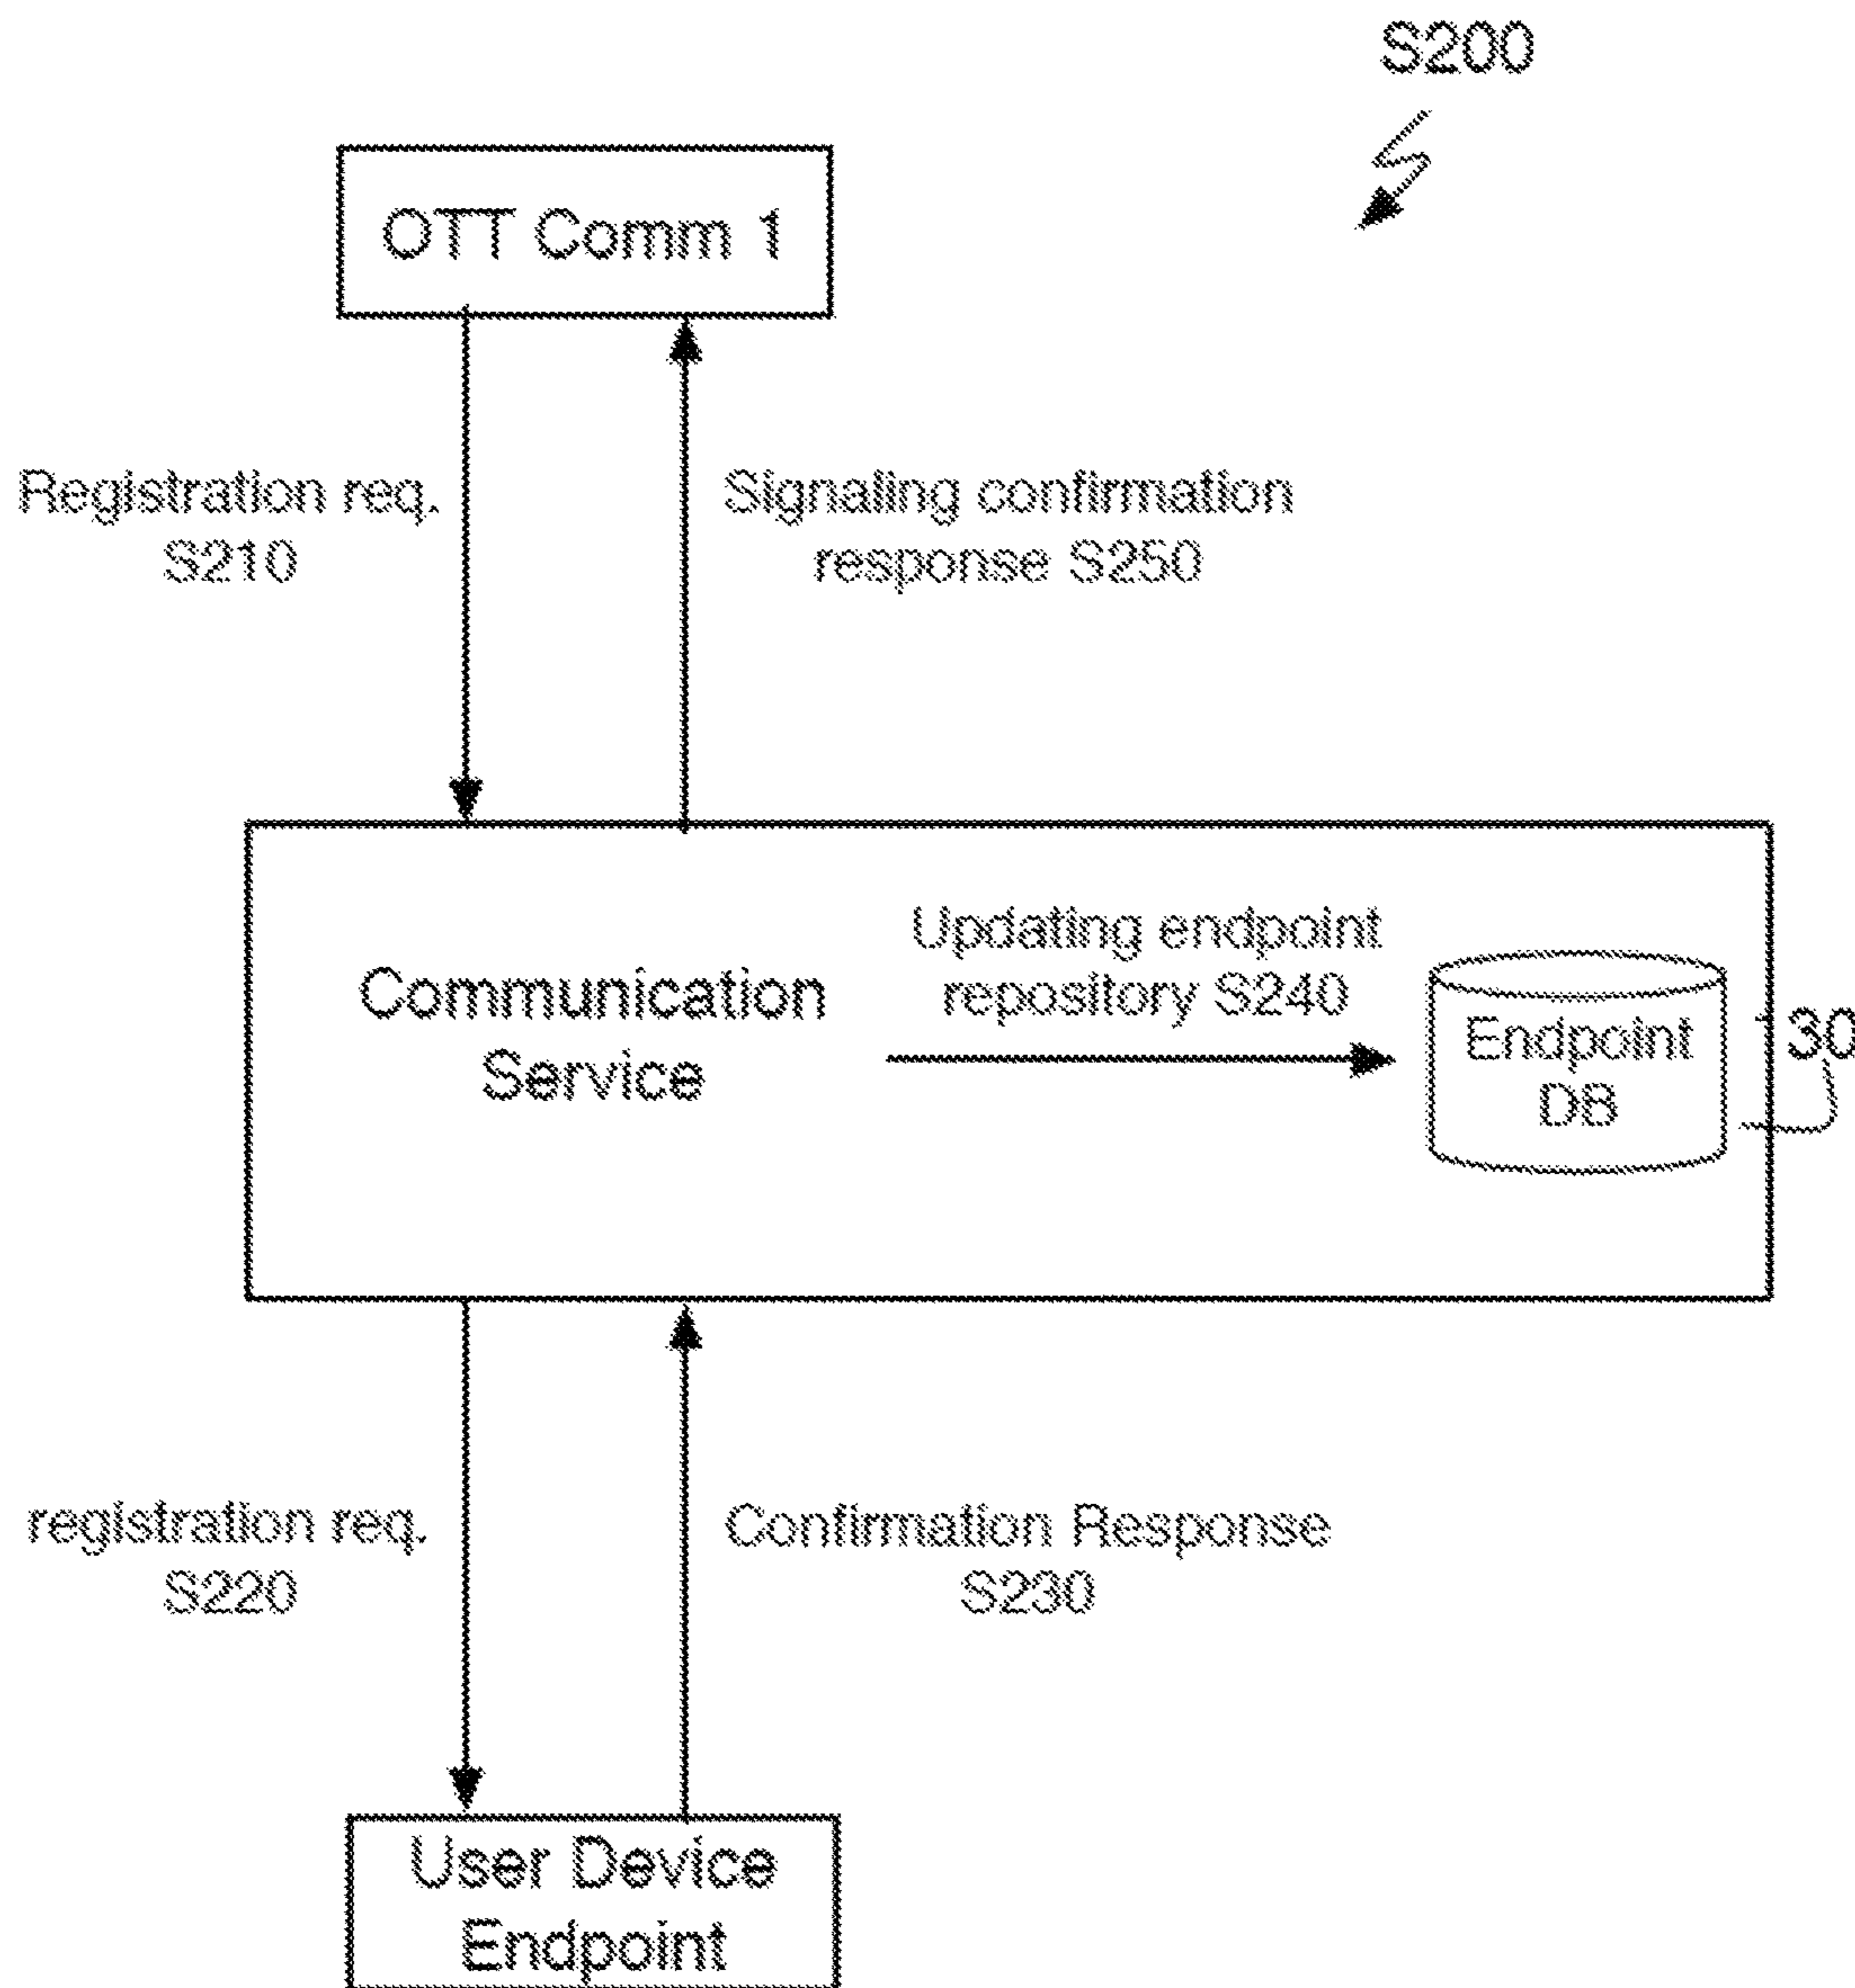 S200
OTT Comm 1
Registration req.
S210
Signaling confirmation
response S250
Communication
Service
Updating endpoint
repository S240
Endpoint
DB
130
registration req.
S220
Confirmation Response
S230
User Device
Endpoint